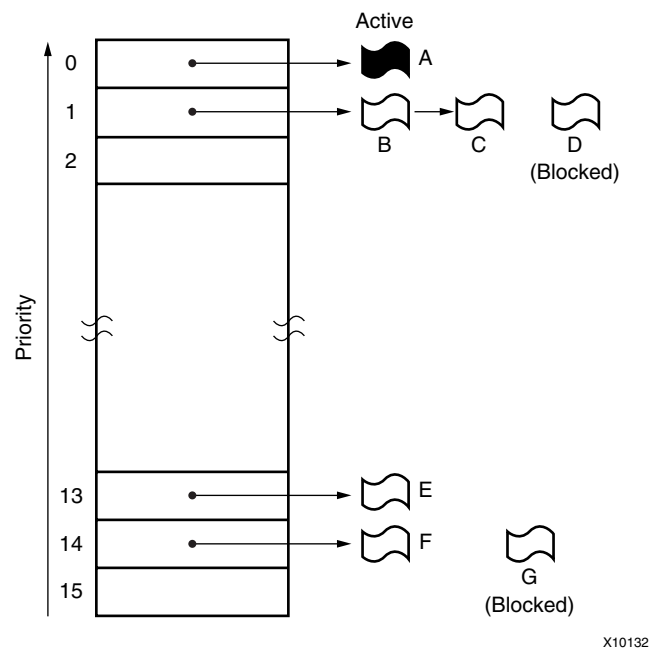 Active
0
A
1
B
C
D
(Blocked)
2
Priority
13
E
14
F
G
(Blocked)
15
X10132